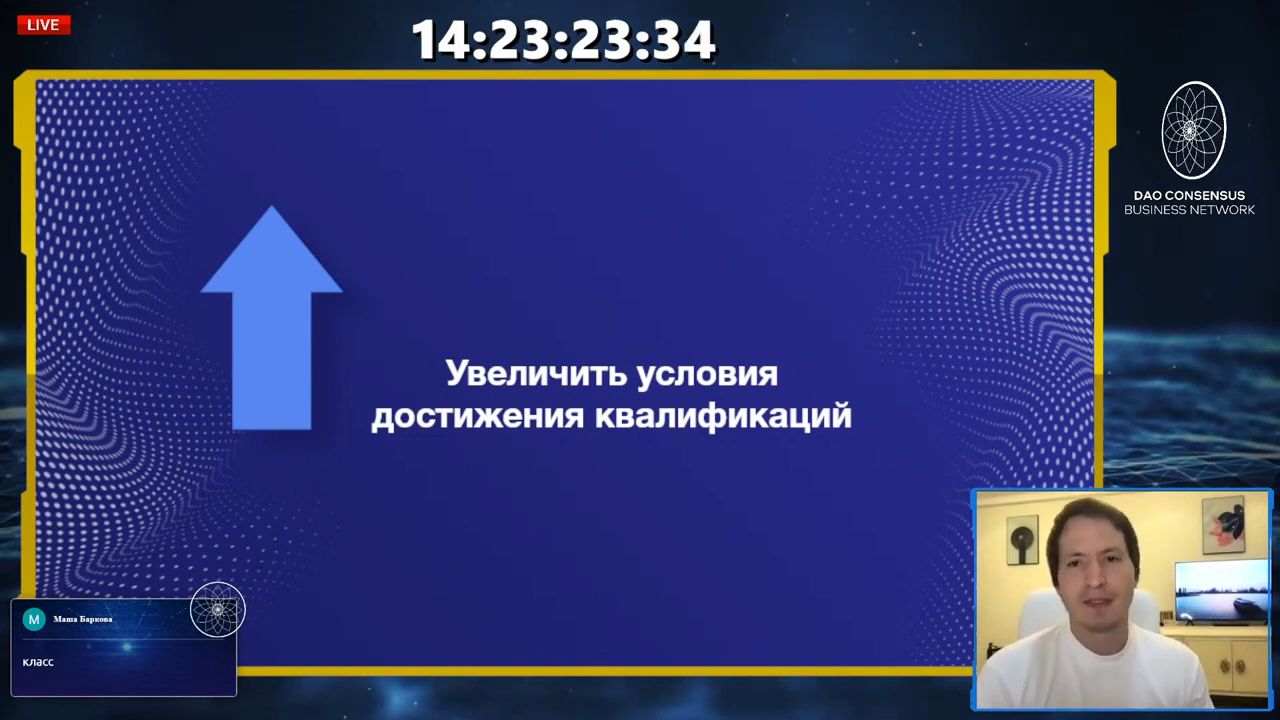 LIVE
14:23:23:34
DAO CONSENSUS
BUSINESS NETWORK
Увеличить условия
достижения квалификаций
М
Маша Баркова
класс